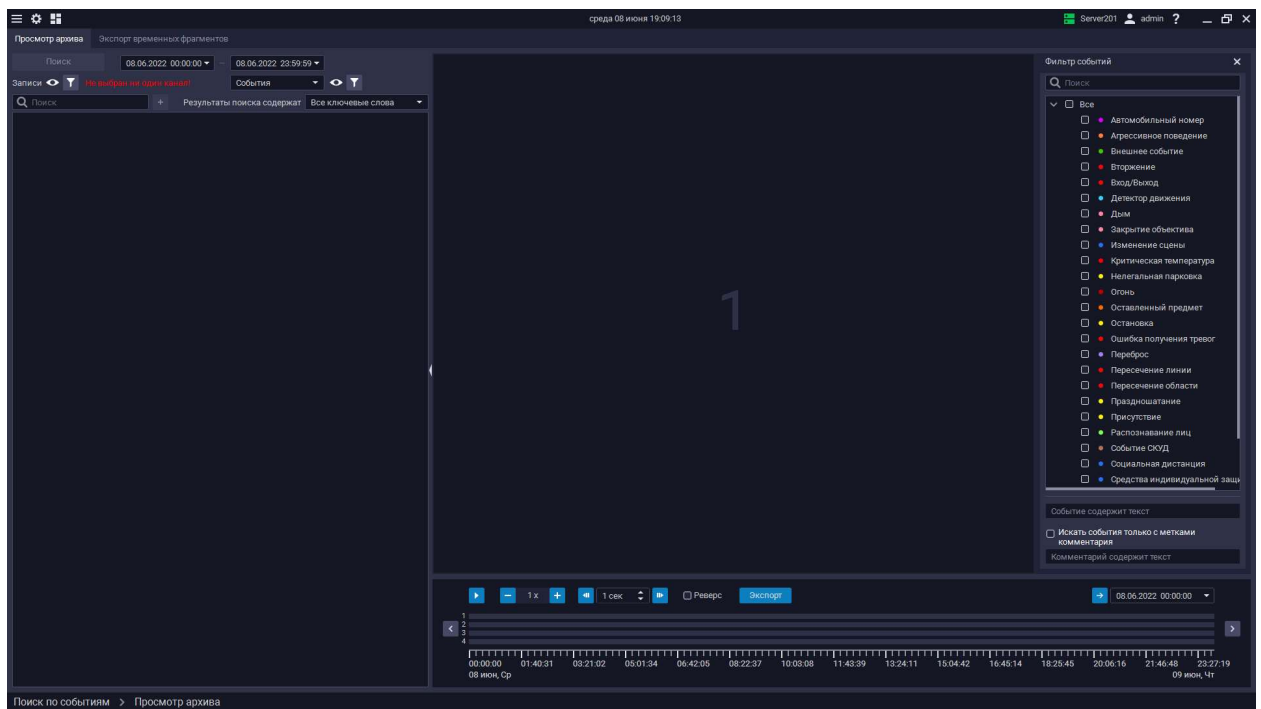 среда 08 июня 19:09:13
Server201 admin ?
Просмотр архива Экспорт временных фрагментов
Поиск 08.06.2022 00:00:00 – 08.06.2022 23:59:59
Записи Не выбран ни один канал! События
Поиск + Результаты поиска содержат Все ключевые слова
1
Фильтр событий
Поиск
Все
Автомобильный номер
Агрессивное поведение
Внешнее событие
Вторжение
Вход/Выход
Детектор движения
Дым
Закрытие объектива
Изменение сцены
Критическая температура
Нелегальная парковка
Огонь
Оставленный предмет
Остановка
Ошибка получения тревог
Переброс
Пересечение линии
Пересечение области
Праздношатание
Присутствие
Распознавание лиц
Событие СКУД
Социальная дистанция
Средства индивидуальной защи
Событие содержит текст
Искать события только с метками
комментария
Комментарий содержит текст
1 x 1 сек Реверс Экспорт 08.06.2022 00:00:00
1
2
3
4
00:00:00 01:40:31 03:21:02 05:01:34 06:42:05 08:22:37 10:03:08 11:43:39 13:24:11 15:04:42 16:45:14 18:25:45 20:06:16 21:46:48 23:27:19
08 июн, Ср 09 июн, Чт
Поиск по событиям > Просмотр архива